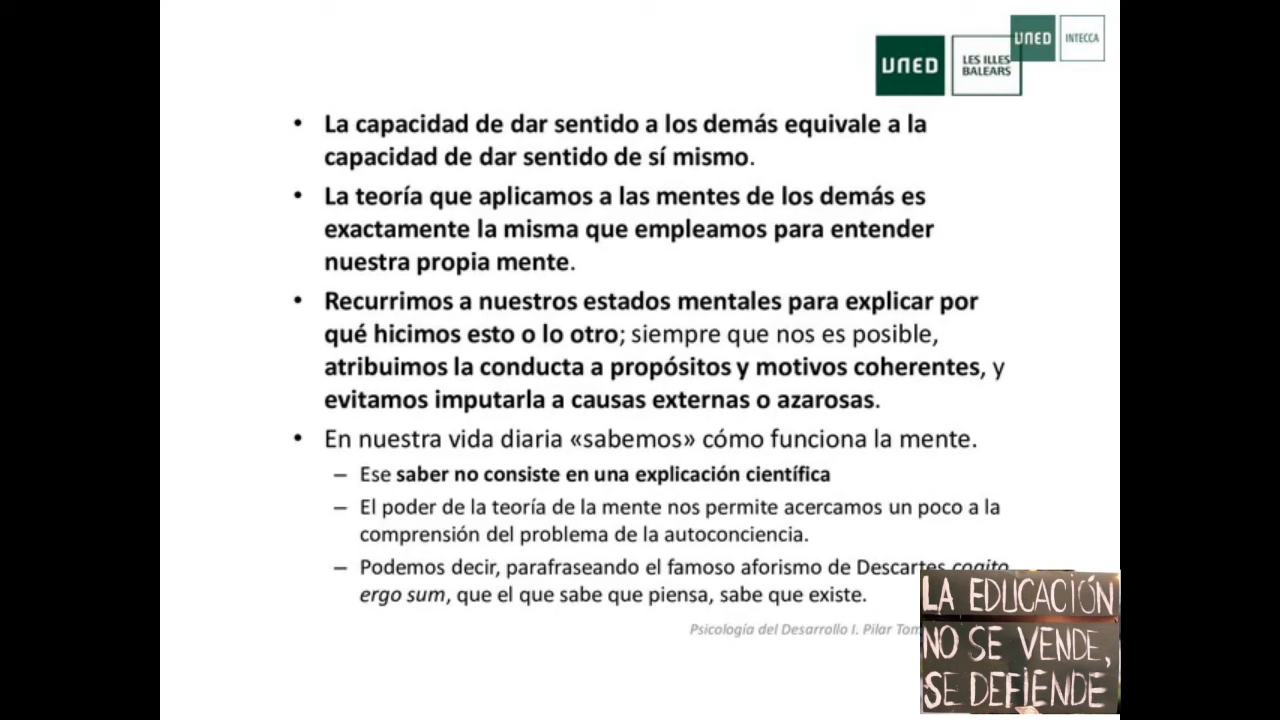 UNED
INTECCA
UNED
LES ILLES
BALEARS
• La capacidad de dar sentido a los demás equivale a la
capacidad de dar sentido de sí mismo.
• La teoría que aplicamos a las mentes de los demás es
exactamente la misma que empleamos para entender
nuestra propia mente.
• Recurrimos a nuestros estados mentales para explicar por
qué hicimos esto o lo otro; siempre que nos es posible,
atribuimos la conducta a propósitos y motivos coherentes, y
evitamos imputarla a causas externas o azarosas.
• En nuestra vida diaria «sabemos» cómo funciona la mente.
– Ese saber no consiste en una explicación científica
– El poder de la teoría de la mente nos permite acercamos un poco a la
comprensión del problema de la autoconciencia.
– Podemos decir, parafraseando el famoso aforismo de Descartes cogito
ergo sum, que el que sabe que piensa, sabe que existe.
Psicología del Desarrollo I. Pilar
LA EDUCACIÓN
NO SE VENDE,
SE DEFIENDE